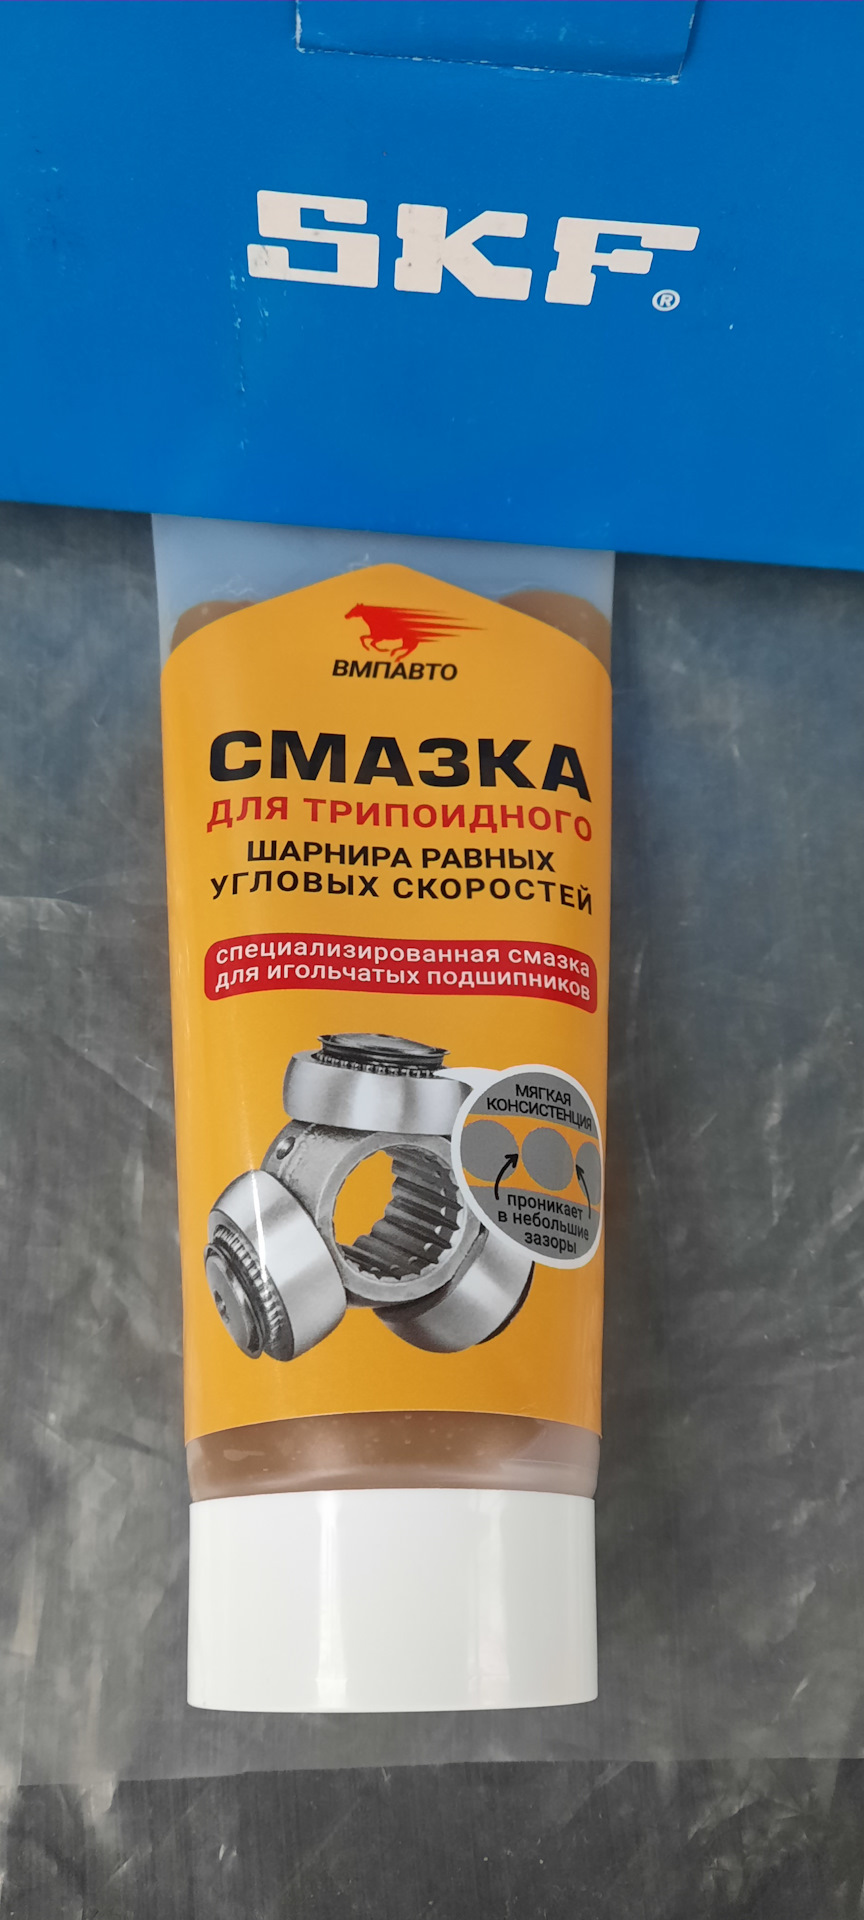 SKF®
ВМПАВТО
СМАЗКА
ДЛЯ ТРИПОИДНОГО
ШАРНИРА РАВНЫХ
УГЛОВЫХ СКОРОСТЕЙ
специализированная смазка
для игольчатых подшипников
МЯГКАЯ
КОНСИСТЕНЦИЯ
проникает
в небольшие
зазоры